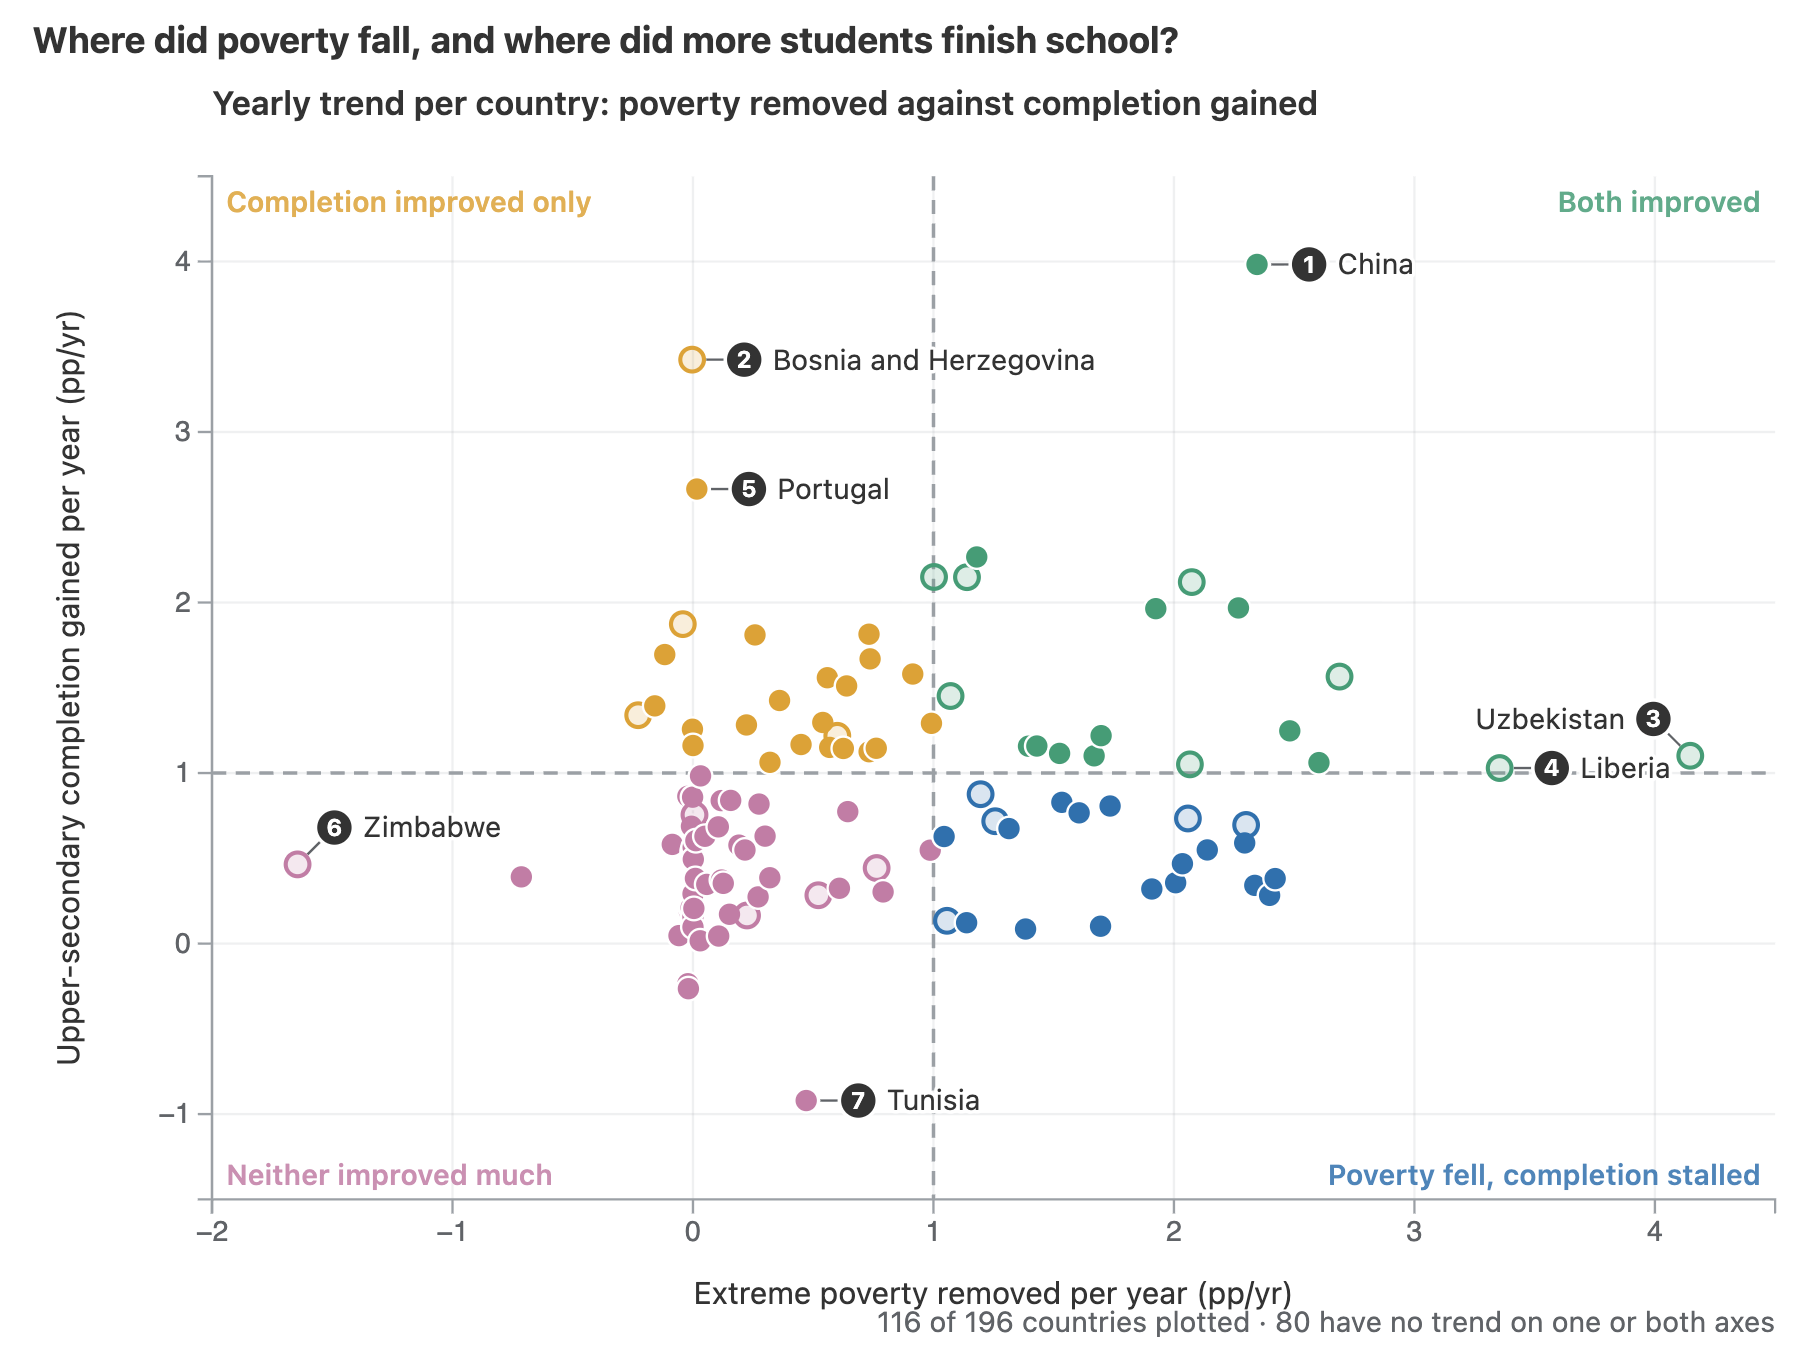 Where did poverty fall, and where did more students finish school?
Yearly trend per country: poverty removed against completion gained
Completion improved only
Both improved
4
1 China
2 Bosnia and Herzegovina
3
5 Portugal
2
Uzbekistan 3
1
4 Liberia
6 Zimbabwe
0
−1
7 Tunisia
Neither improved much
Poverty fell, completion stalled
−2 −1 0 1 2 3 4
Upper-secondary completion gained per year (pp/yr)
Extreme poverty removed per year (pp/yr)
116 of 196 countries plotted · 80 have no trend on one or both axes